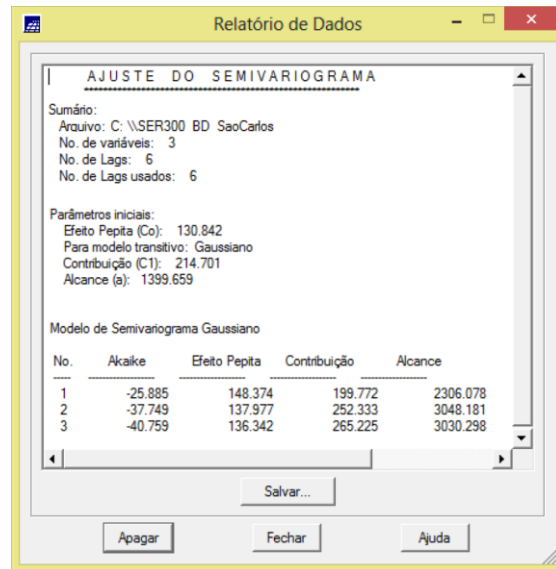 Relatório de Dados
AJUSTE DO SEMIVARIOGRAMA
Sumário:
Arquivo: C: \\SER300 BD SaoCarlos
No. de variáveis: 3
No. de Lags: 6
No. de Lags usados: 6
Parâmetros iniciais:
Efeito Pepita (Co): 130.842
Para modelo transitivo: Gaussiano
Contribuição (C1): 214.701
Alcance (a): 1399.659
Modelo de Semivariograma Gaussiano
No. Akaike Efeito Pepita Contribuição Alcance
1 -25.885 148.374 199.772 2306.078
2 -37.749 137.977 252.333 3048.181
3 -40.759 136.342 265.225 3030.298
Salvar...
Apagar Fechar Ajuda